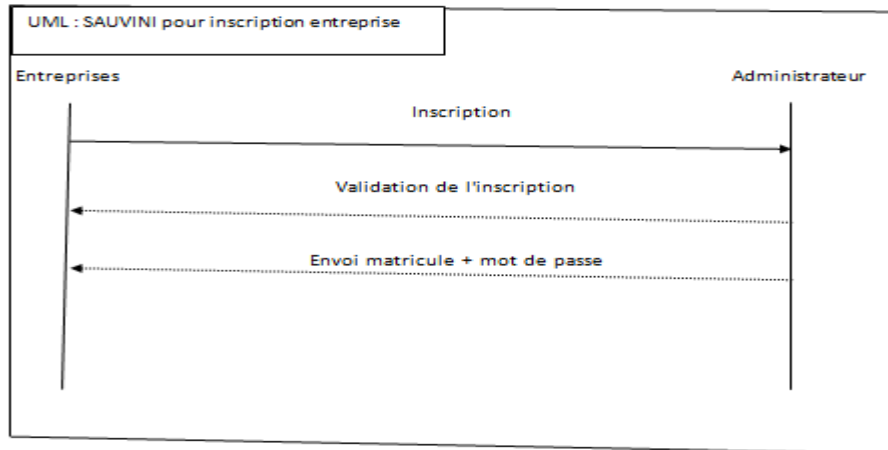 UML : SAUVINI pour inscription entreprise
Entreprises
Administrateur
Inscription
Validation de l'inscription
Envoi matricule + mot de passe